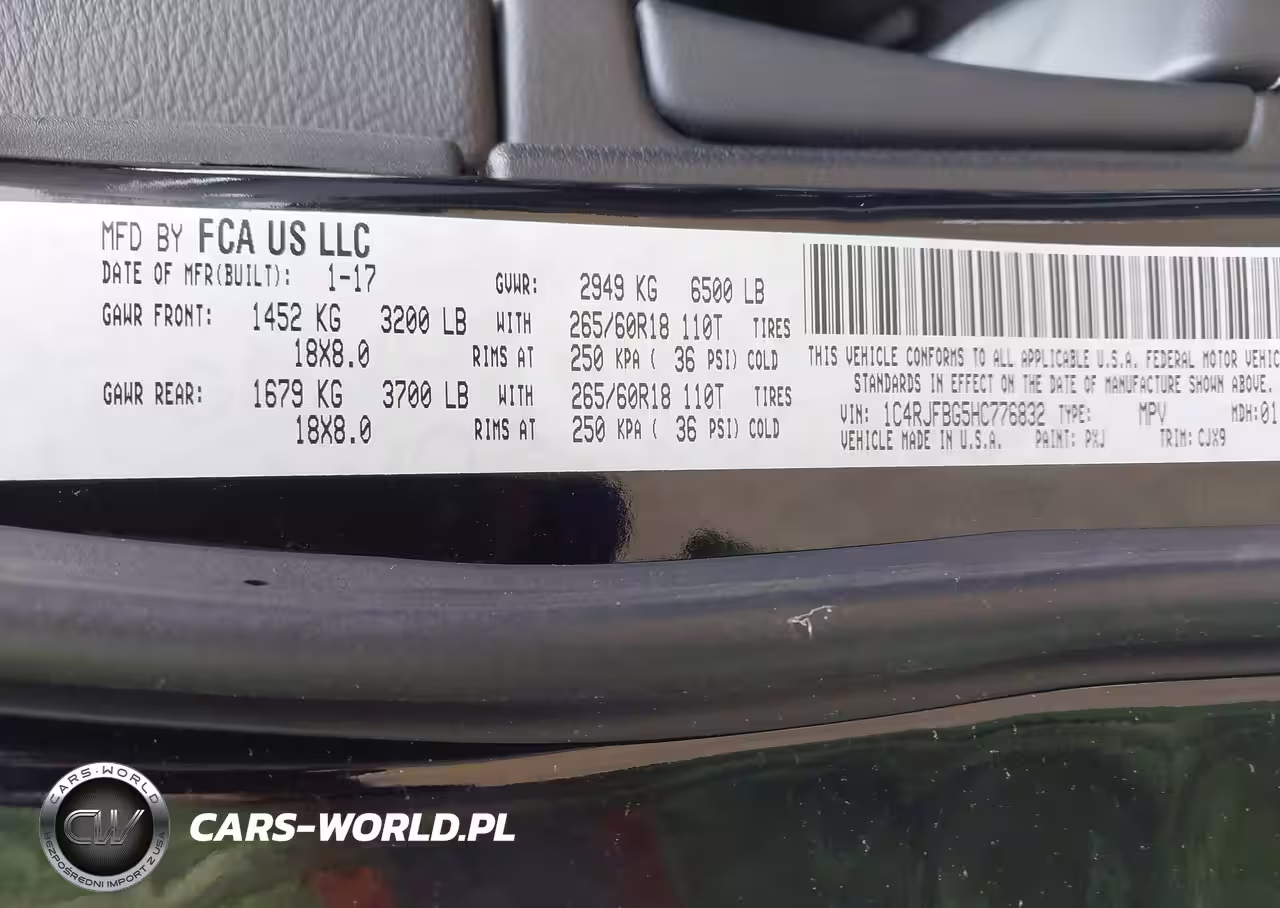 MFD BY FCA US LLC
DATE OF MFR(BUILT): 1-17 GVWR: 2949 KG 6500 LB
GAWR FRONT: 1452 KG 3200 LB WITH 265/60R18 110T TIRES
18X8.0 RIMS AT 250 KPA ( 36 PSI) COLD
GAWR REAR: 1679 KG 3700 LB WITH 265/60R18 110T TIRES
18X8.0 RIMS AT 250 KPA ( 36 PSI) COLD
THIS VEHICLE CONFORMS TO ALL APPLICABLE U.S.A. FEDERAL MOTOR VEHIC
STANDARDS IN EFFECT ON THE DATE OF MANUFACTURE SHOWN ABOVE.
VIN: 1C4RJFBG5HC776832 TYPE: MPV MDH:01
VEHICLE MADE IN U.S.A. PAINT: PXJ TRIM: CJX9
CARS-WORLD
CW
BEZPOŚREDNI IMPORT Z USA
CARS-WORLD.PL